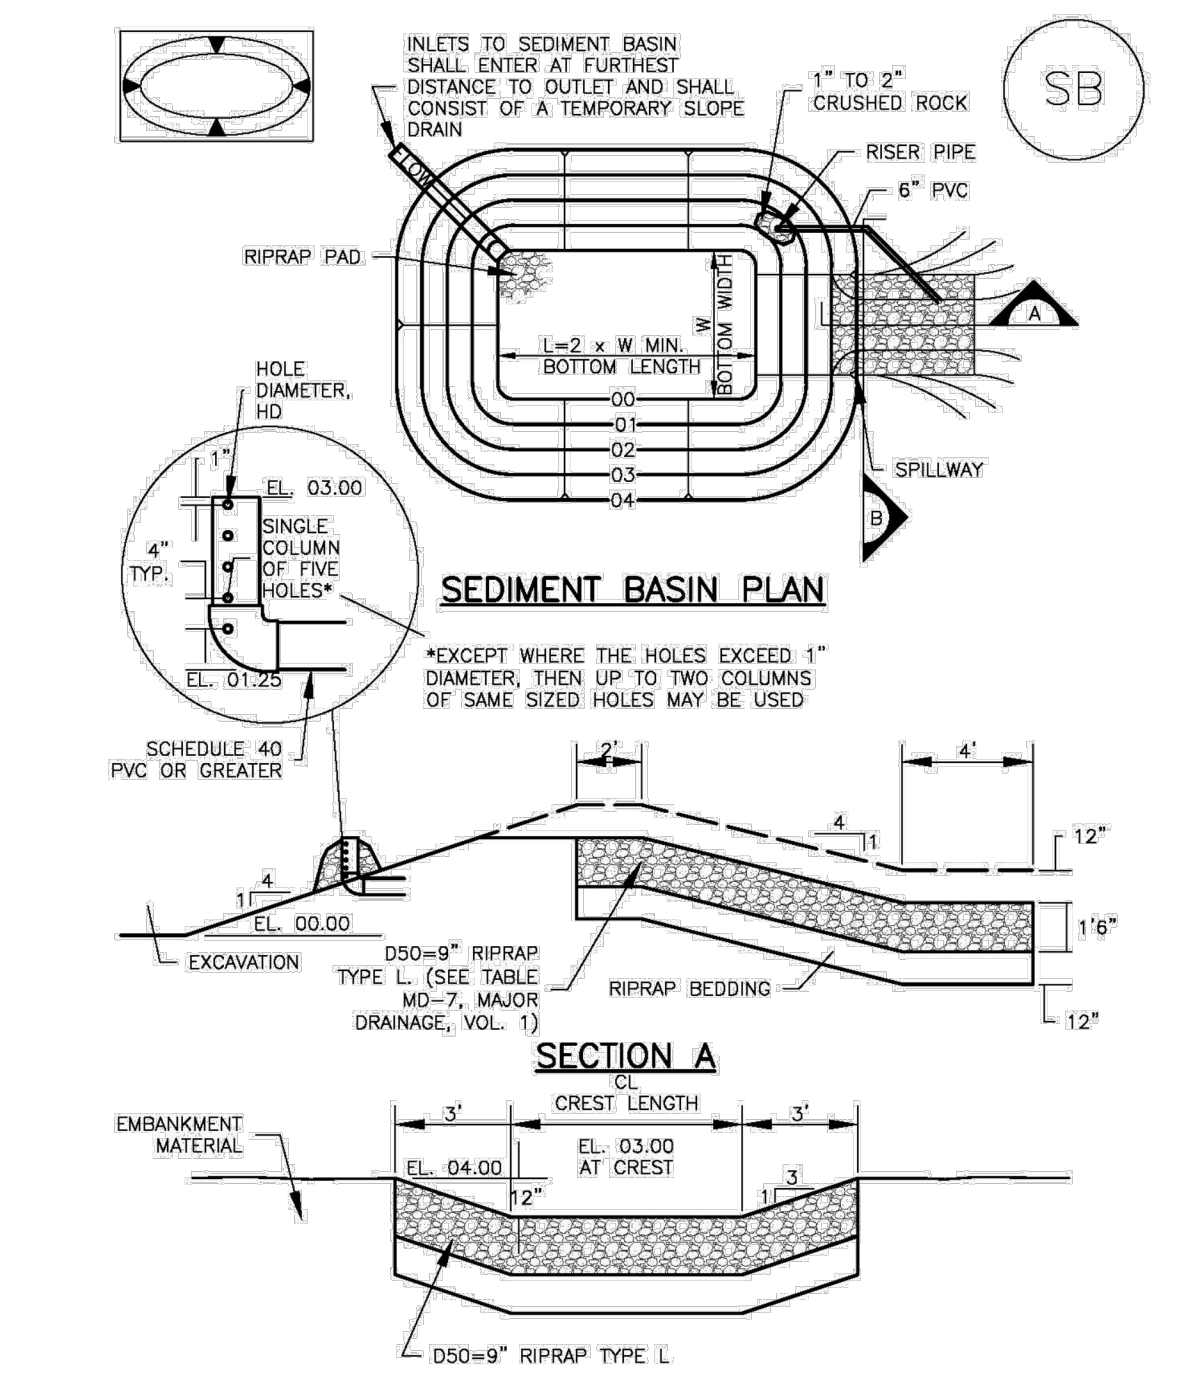 INLETS TO SEDIMENT BASIN
SHALL ENTER AT FURTHEST
DISTANCE TO OUTLET AND SHALL
CONSIST OF A TEMPORARY SLOPE
DRAIN
1" TO 2"
CRUSHED ROCK
SB
RISER PIPE
6" PVC
FLOW
RIPRAP PAD
A
W
BOTTOM WIDTH
L=2 x W MIN.
BOTTOM LENGTH
00
01
02
03
04
SPILLWAY
B
HOLE
DIAMETER,
HD
1"
EL. 03.00
SINGLE
COLUMN
OF FIVE
HOLES*
4"
TYP.
EL. 01.25
SEDIMENT BASIN PLAN
*EXCEPT WHERE THE HOLES EXCEED 1"
DIAMETER, THEN UP TO TWO COLUMNS
OF SAME SIZED HOLES MAY BE USED
SCHEDULE 40
PVC OR GREATER
2'
4'
4
1
12"
4
1
EL. 00.00
EXCAVATION
1'6"
D50=9" RIPRAP
TYPE L. (SEE TABLE
MD-7, MAJOR
DRAINAGE, VOL. 1)
RIPRAP BEDDING
12"
SECTION A
CL
CREST LENGTH
3'
3'
EMBANKMENT
MATERIAL
EL. 04.00
EL. 03.00
AT CREST
12"
3
1
D50=9" RIPRAP TYPE L